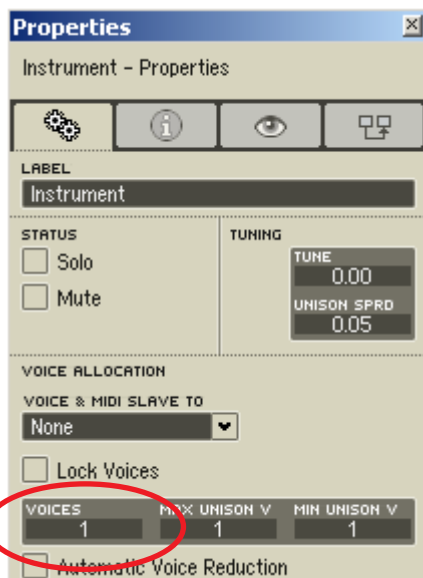 Properties
Instrument - Properties
LABEL
Instrument
STATUS
Solo
Mute
TUNING
TUNE
0.00
UNISON SPRD
0.05
VOICE ALLOCATION
VOICE & MIDI SLAVE TO
None
Lock Voices
VOICES MAX UNISON V MIN UNISON V
1 1 1
Automatic Voice Reduction